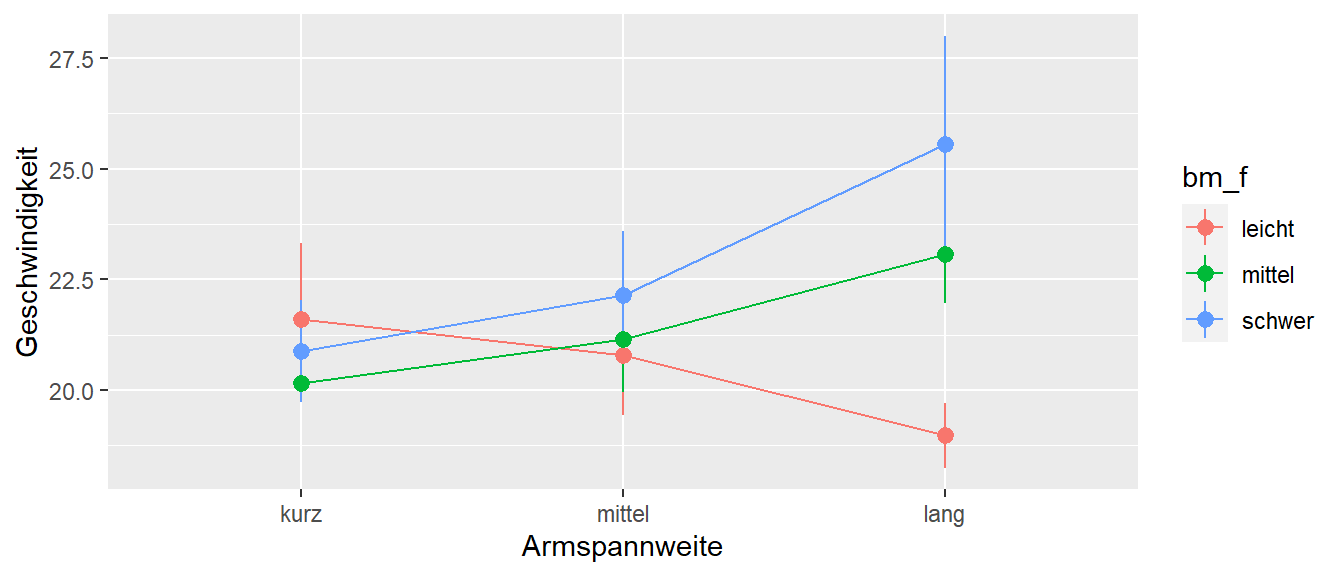 Geschwindigkeit
27.5
25.0
22.5
20.0
kurz
mittel
lang
Armspannweite
bm_f
leicht
mittel
schwer